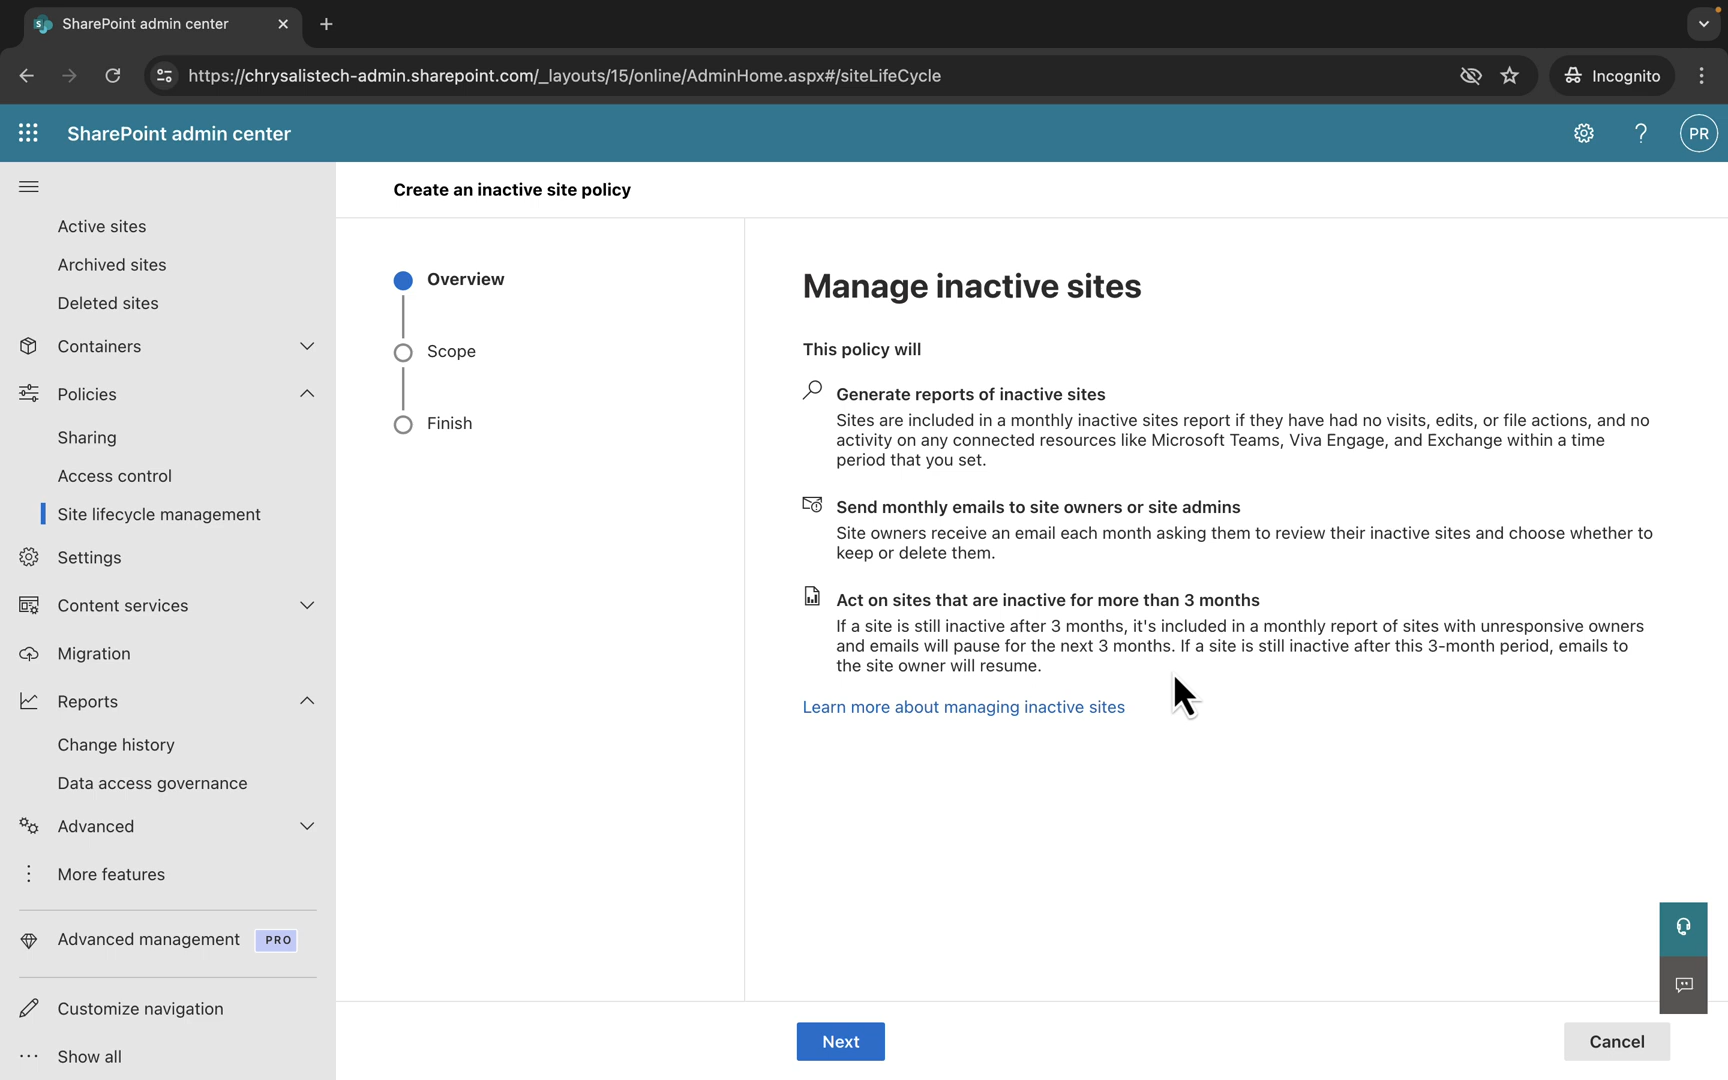 SharePoint admin center
https://chrysalistech-admin.sharepoint.com/_layouts/15/online/AdminHome.aspx#/siteLifeCycle
Incognito
SharePoint admin center
PR
Active sites
Archived sites
Deleted sites
Containers
Policies
Sharing
Access control
Site lifecycle management
Settings
Content services
Migration
Reports
Change history
Data access governance
Advanced
More features
Advanced management PRO
Customize navigation
Show all
Create an inactive site policy
Overview
Scope
Finish
Manage inactive sites
This policy will
Generate reports of inactive sites
Sites are included in a monthly inactive sites report if they have had no visits, edits, or file actions, and no
activity on any connected resources like Microsoft Teams, Viva Engage, and Exchange within a time
period that you set.
Send monthly emails to site owners or site admins
Site owners receive an email each month asking them to review their inactive sites and choose whether to
keep or delete them.
Act on sites that are inactive for more than 3 months
If a site is still inactive after 3 months, it's included in a monthly report of sites with unresponsive owners
and emails will pause for the next 3 months. If a site is still inactive after this 3-month period, emails to
the site owner will resume.
Learn more about managing inactive sites
Next
Cancel